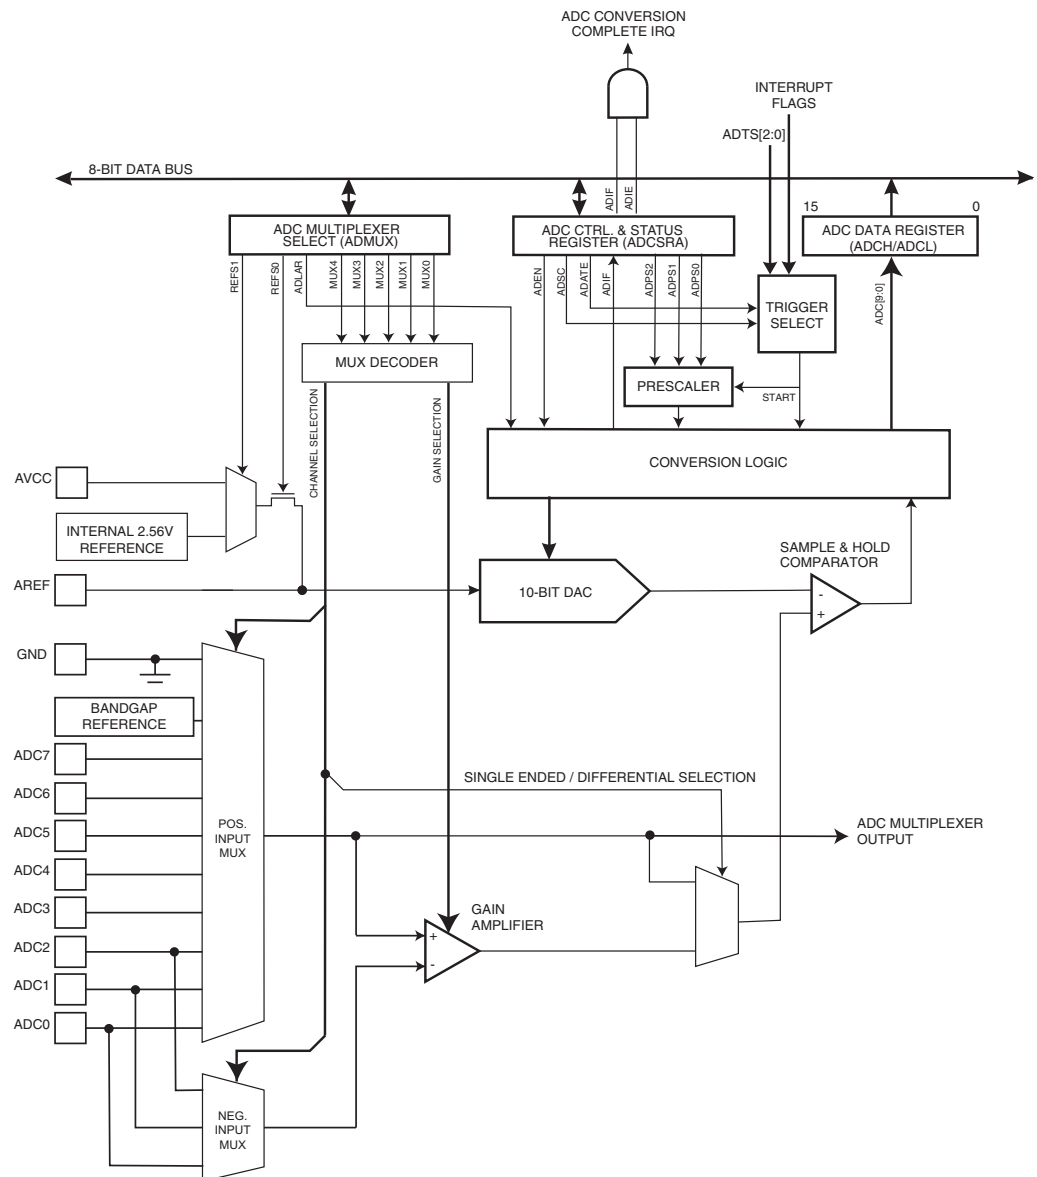 ADC CONVERSION
COMPLETE IRQ
INTERRUPT
FLAGS
ADTS[2:0]
8-BIT DATA BUS
ADIF
ADIE
15
0
ADC MULTIPLEXER
SELECT (ADMUX)
ADC CTRL. & STATUS
REGISTER (ADCSRA)
ADC DATA REGISTER
(ADCH/ADCL)
REFS1
REFS0
ADLAR
MUX4
MUX3
MUX2
MUX1
MUX0
ADEN
ADSC
ADATE
ADIF
ADPS2
ADPS1
ADPS0
ADC[9:0]
TRIGGER
SELECT
MUX DECODER
PRESCALER
START
CHANNEL SELECTION
GAIN SELECTION
CONVERSION LOGIC
AVCC
INTERNAL 2.56V
REFERENCE
SAMPLE & HOLD
COMPARATOR
AREF
10-BIT DAC
-
+
GND
BANDGAP
REFERENCE
ADC7
SINGLE ENDED / DIFFERENTIAL SELECTION
ADC6
ADC5
POS.
INPUT
MUX
ADC MULTIPLEXER
OUTPUT
ADC4
ADC3
GAIN
AMPLIFIER
+
-
ADC2
ADC1
ADC0
NEG.
INPUT
MUX